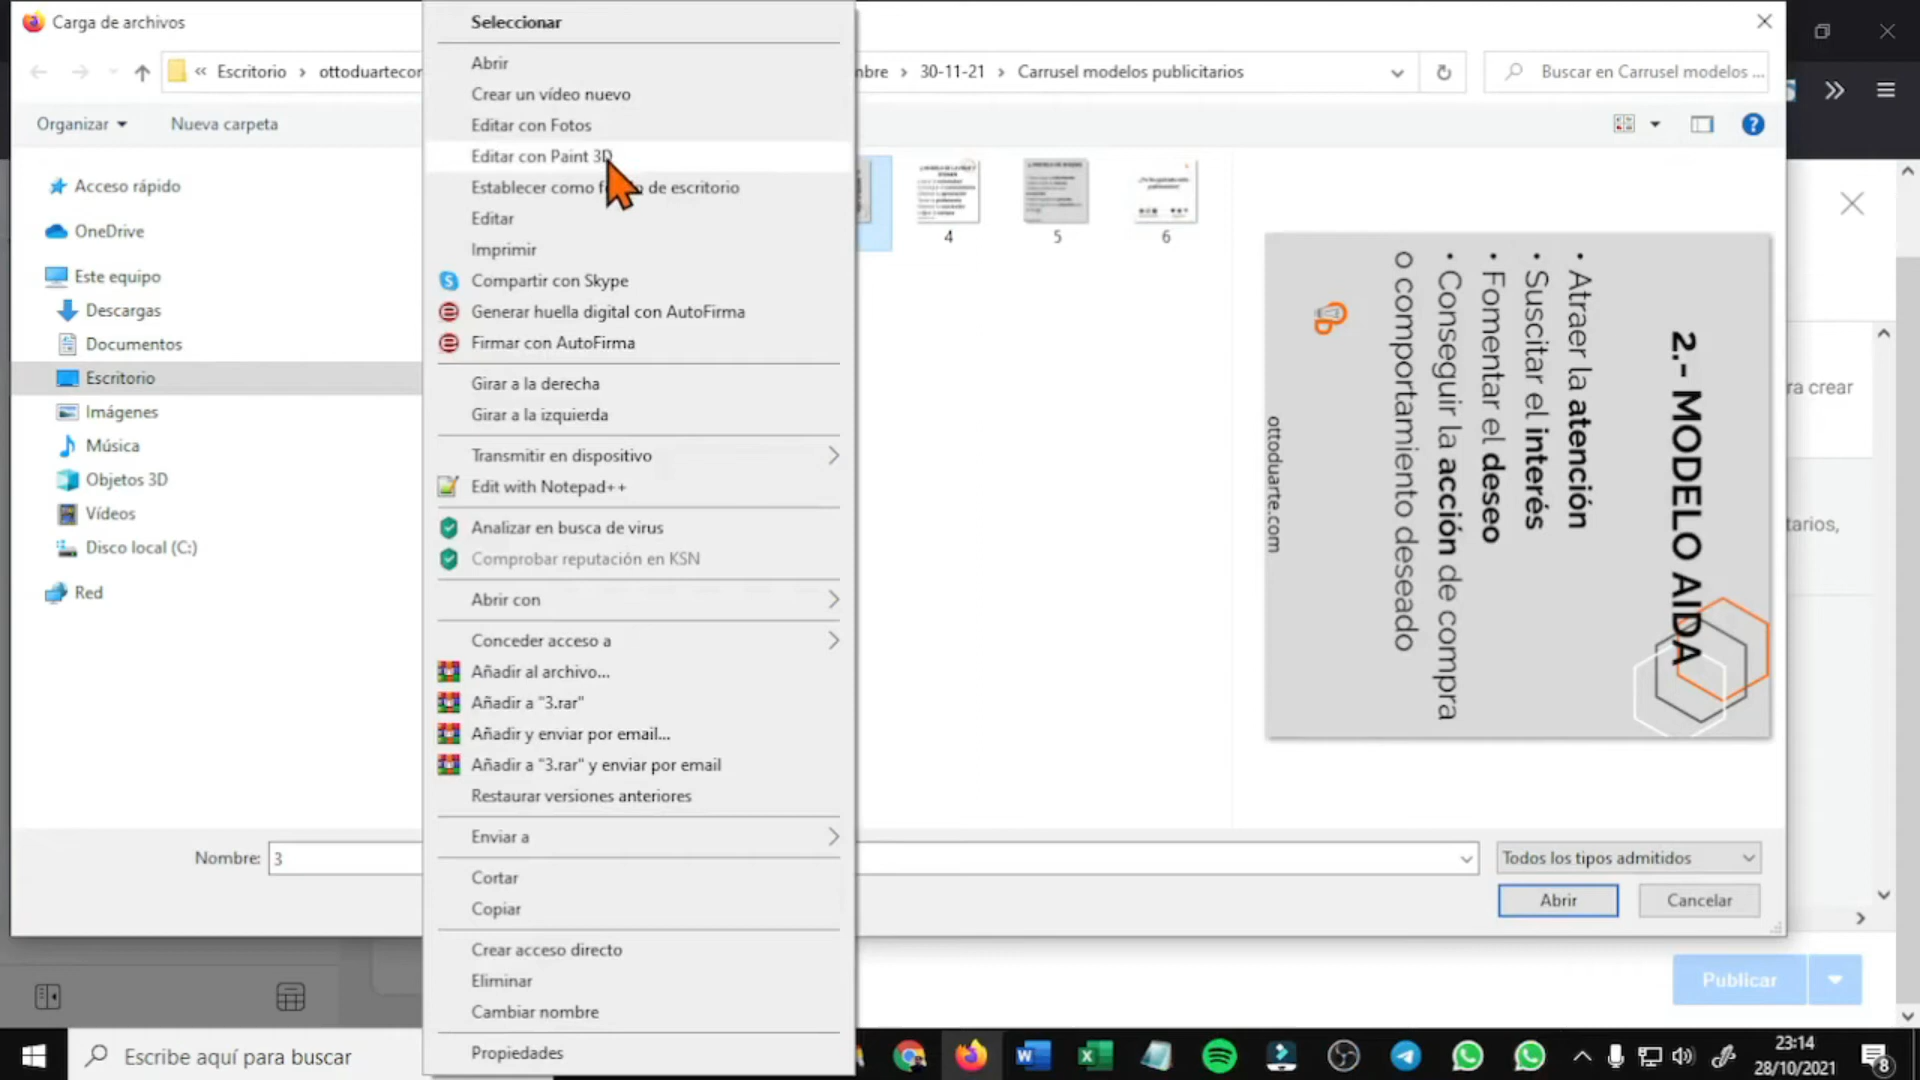 Carga de archivos
« Escritorio › ottoduartecor
mbre › 30-11-21 › Carrusel modelos publicitarios
Buscar en Carrusel modelos ...
Organizar
Nueva carpeta
Acceso rápido
OneDrive
Este equipo
Descargas
Documentos
Escritorio
Imágenes
Música
Objetos 3D
Vídeos
Disco local (C:)
Red
Seleccionar
Abrir
Crear un vídeo nuevo
Editar con Fotos
Editar con Paint 3D
Establecer como de escritorio
Editar
Imprimir
Compartir con Skype
Generar huella digital con AutoFirma
Firmar con AutoFirma
Girar a la derecha
Girar a la izquierda
Transmitir en dispositivo
Edit with Notepad++
Analizar en busca de virus
Comprobar reputación en KSN
Abrir con
Conceder acceso a
Añadir al archivo...
Añadir a "3.rar"
Añadir y enviar por email...
Añadir a "3.rar" y enviar por email
Restaurar versiones anteriores
Enviar a
Cortar
Copiar
Crear acceso directo
Eliminar
Cambiar nombre
Propiedades
4
5
6
2.- MODELO AIDA
• Atraer la atención
• Suscitar el interés
• Fomentar el deseo
• Conseguir la acción de compra
o comportamiento deseado
ottoduarte.com
ra crear
tarios,
Nombre: 3
Todos los tipos admitidos
Abrir
Cancelar
Publicar
Escribe aquí para buscar
23:14
28/10/2021
8